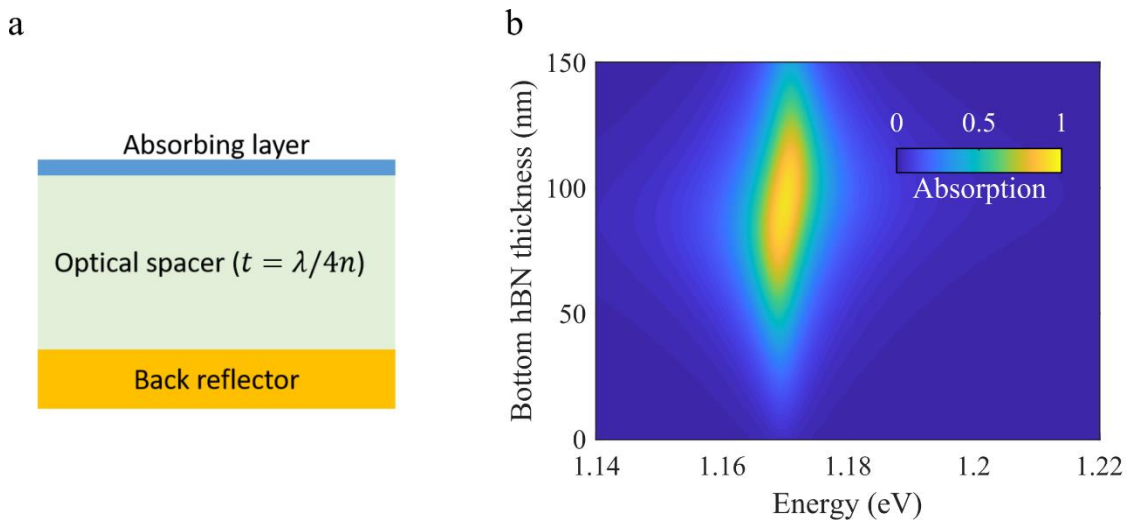 a
Absorbing layer
Optical spacer (t = λ/4n)
Back reflector
b
Bottom hBN thickness (nm)
150
100
50
0
0 0.5 1
Absorption
1.14 1.16 1.18 1.2 1.22
Energy (eV)